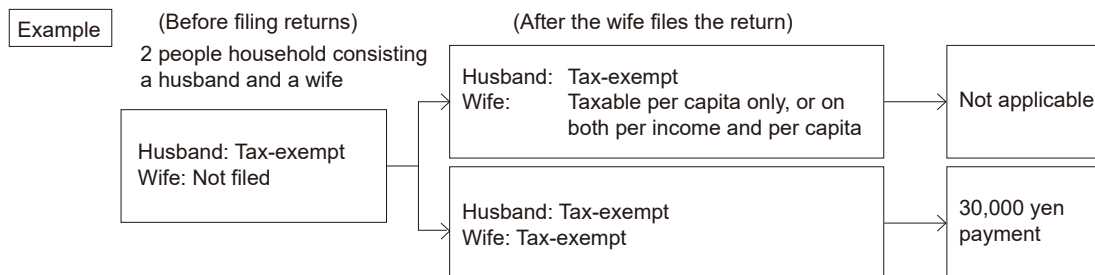 Example
(Before filing returns)
2 people household consisting
a husband and a wife
Husband: Tax-exempt
Wife: Not filed
(After the wife files the return)
Husband: Tax-exempt
Wife: Taxable per capita only, or on
both per income and per capita
Not applicable
Husband: Tax-exempt
Wife: Tax-exempt
30,000 yen
payment